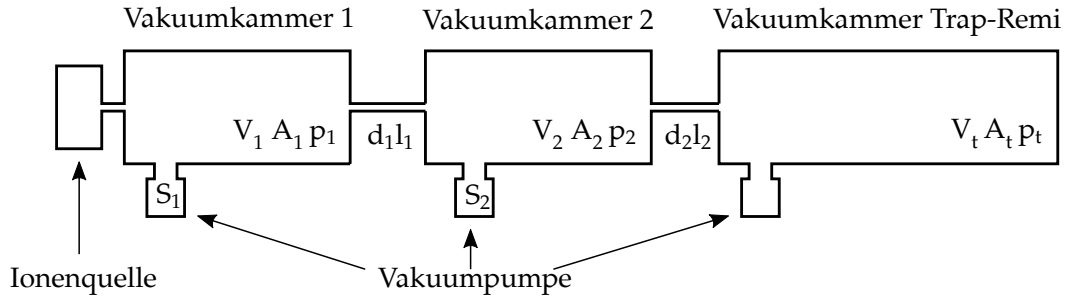 Vakuumkammer 1
Vakuumkammer 2
Vakuumkammer Trap-Remi
V₁ A₁ p₁
d₁l₁
V₂ A₂ p₂
d₂l₂
Vₜ Aₜ pₜ
S₁
S₂
Ionenquelle
Vakuumpumpe